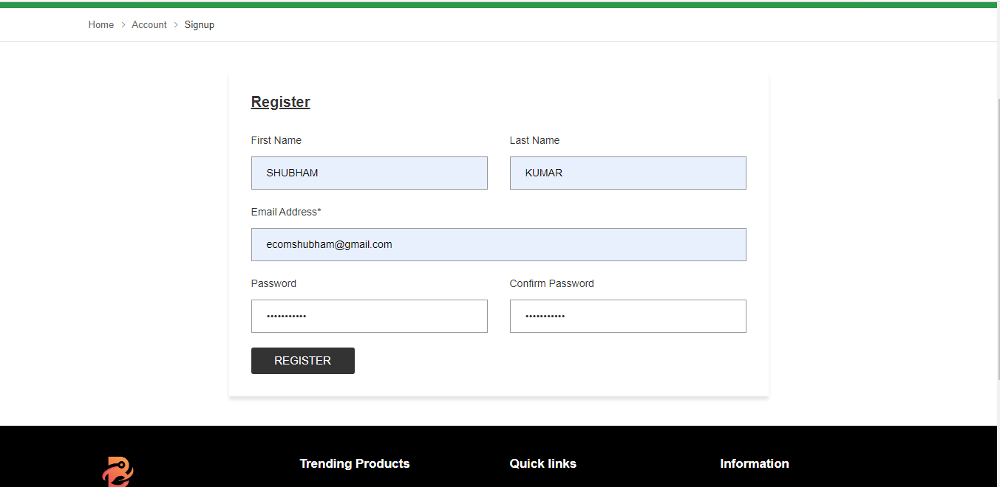 Home > Account > Signup
Register
First Name Last Name
SHUBHAM KUMAR
Email Address*
ecomshubham@gmail.com
Password Confirm Password
••••••••••• •••••••••••
REGISTER
Trending Products Quick links Information